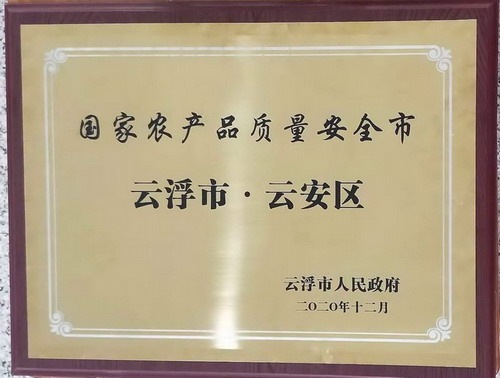 国家农产品质量安全市
云浮市·云安区
云浮市人民政府
二〇二〇年十二月